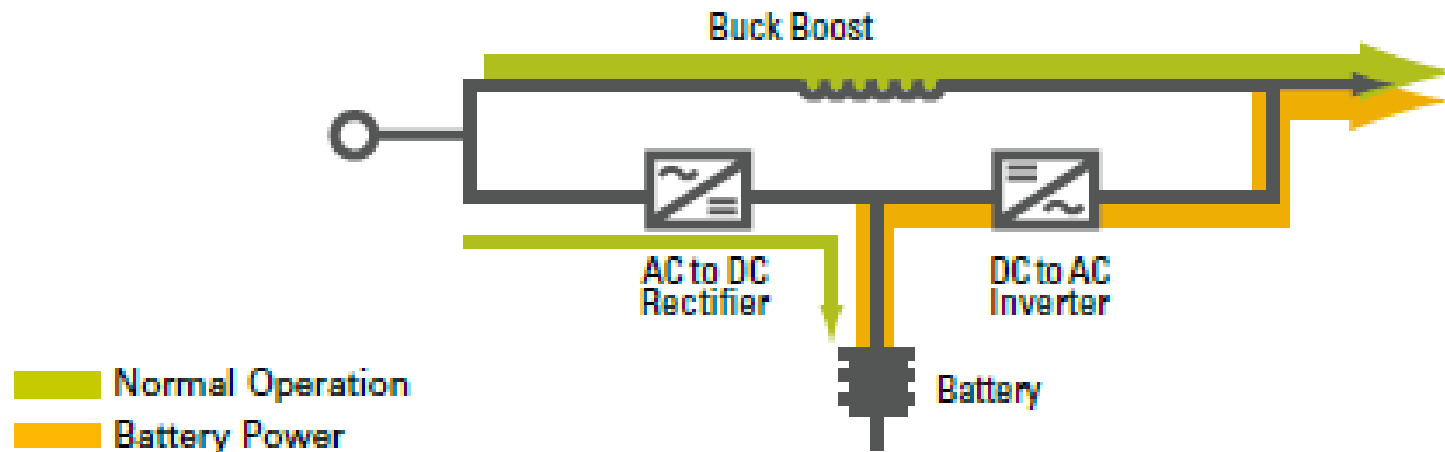 Buck Boost
AC to DC
Rectifier
DC to AC
Inverter
Battery
Normal Operation
Battery Power